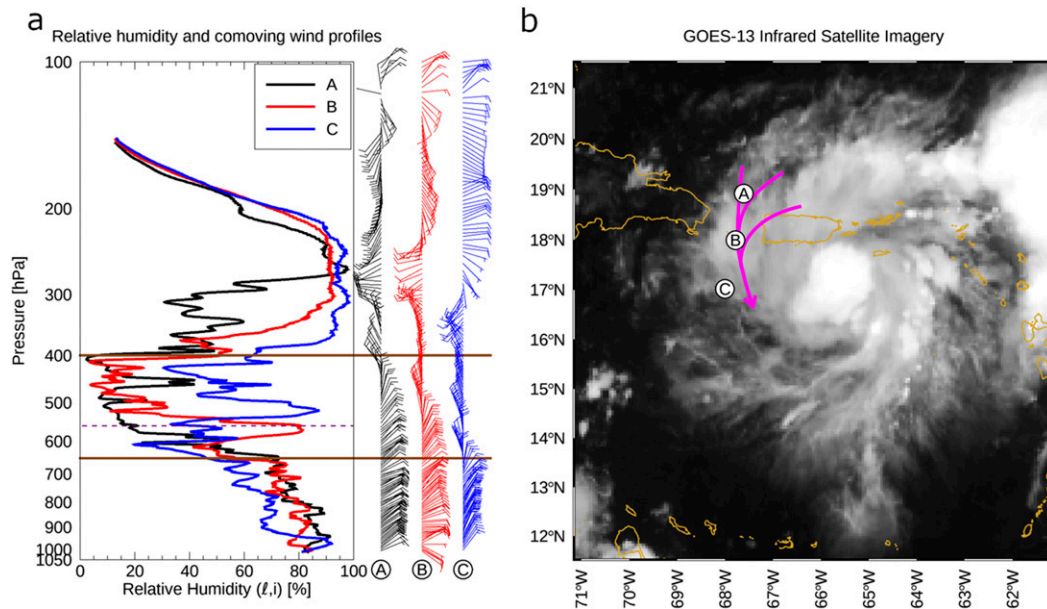 a
Relative humidity and comoving wind profiles
Pressure [hPa]
100
200
300
400
500
600
700
800
900
1000
1050
A
B
C
0 20 40 60 80 100
Relative Humidity (ℓ,i) [%]
A B C
b
GOES-13 Infrared Satellite Imagery
21°N
20°N
19°N
18°N
17°N
16°N
15°N
14°N
13°N
12°N
A
B
C
71°W 70°W 69°W 68°W 67°W 66°W 65°W 64°W 63°W 62°W